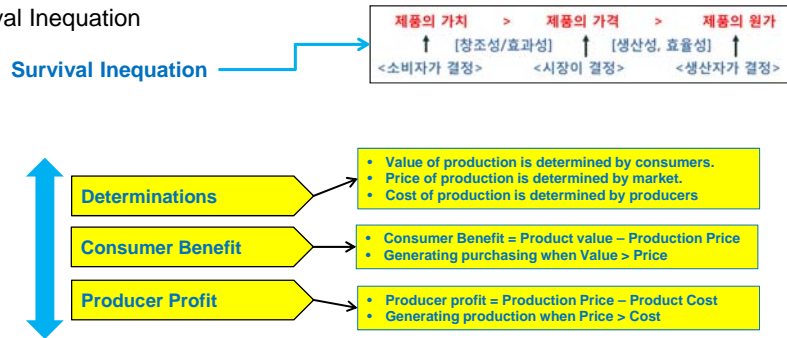 val Inequation
제품의 가치 > 제품의 가격 > 제품의 원가
[창조성/효과성] [생산성, 효율성]
<소비자가 결정> <시장이 결정> <생산자가 결정>
Survival Inequation
Determinations
• Value of production is determined by consumers.
• Price of production is determined by market.
• Cost of production is determined by producers
Consumer Benefit
• Consumer Benefit = Product value – Production Price
• Generating purchasing when Value > Price
Producer Profit
• Producer profit = Production Price – Product Cost
• Generating production when Price > Cost